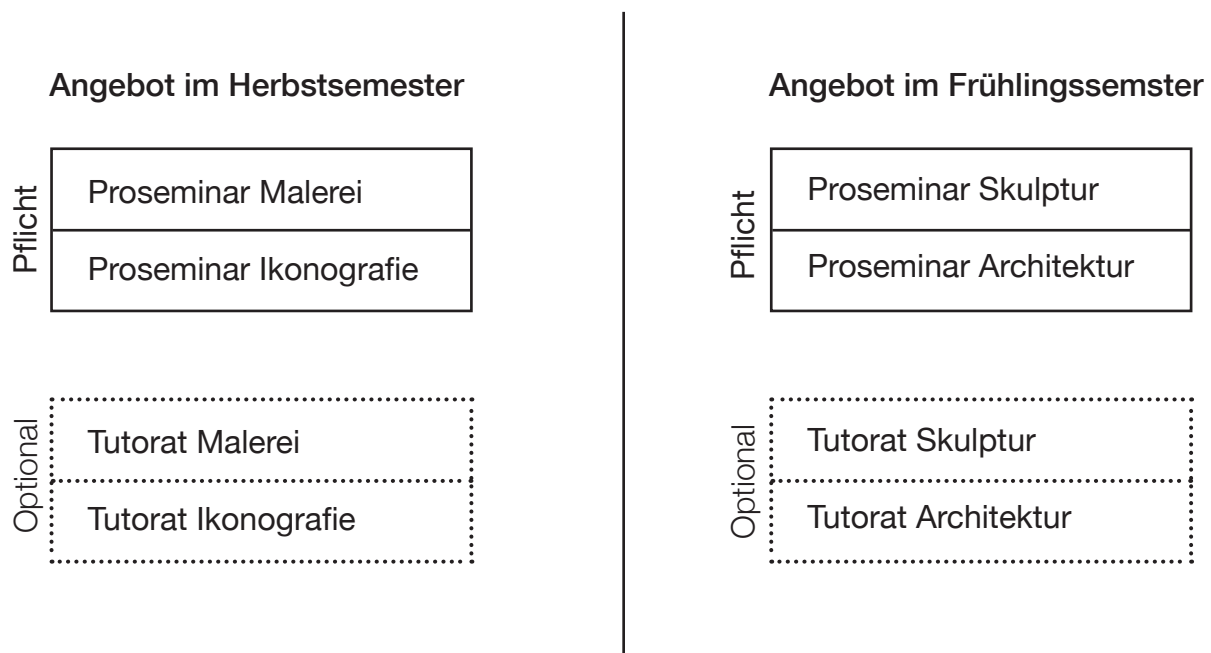 Angebot im Herbstsemester
Pflicht
Proseminar Malerei
Proseminar Ikonografie
Optional
Tutorat Malerei
Tutorat Ikonografie
Angebot im Frühlingssemster
Pflicht
Proseminar Skulptur
Proseminar Architektur
Optional
Tutorat Skulptur
Tutorat Architektur